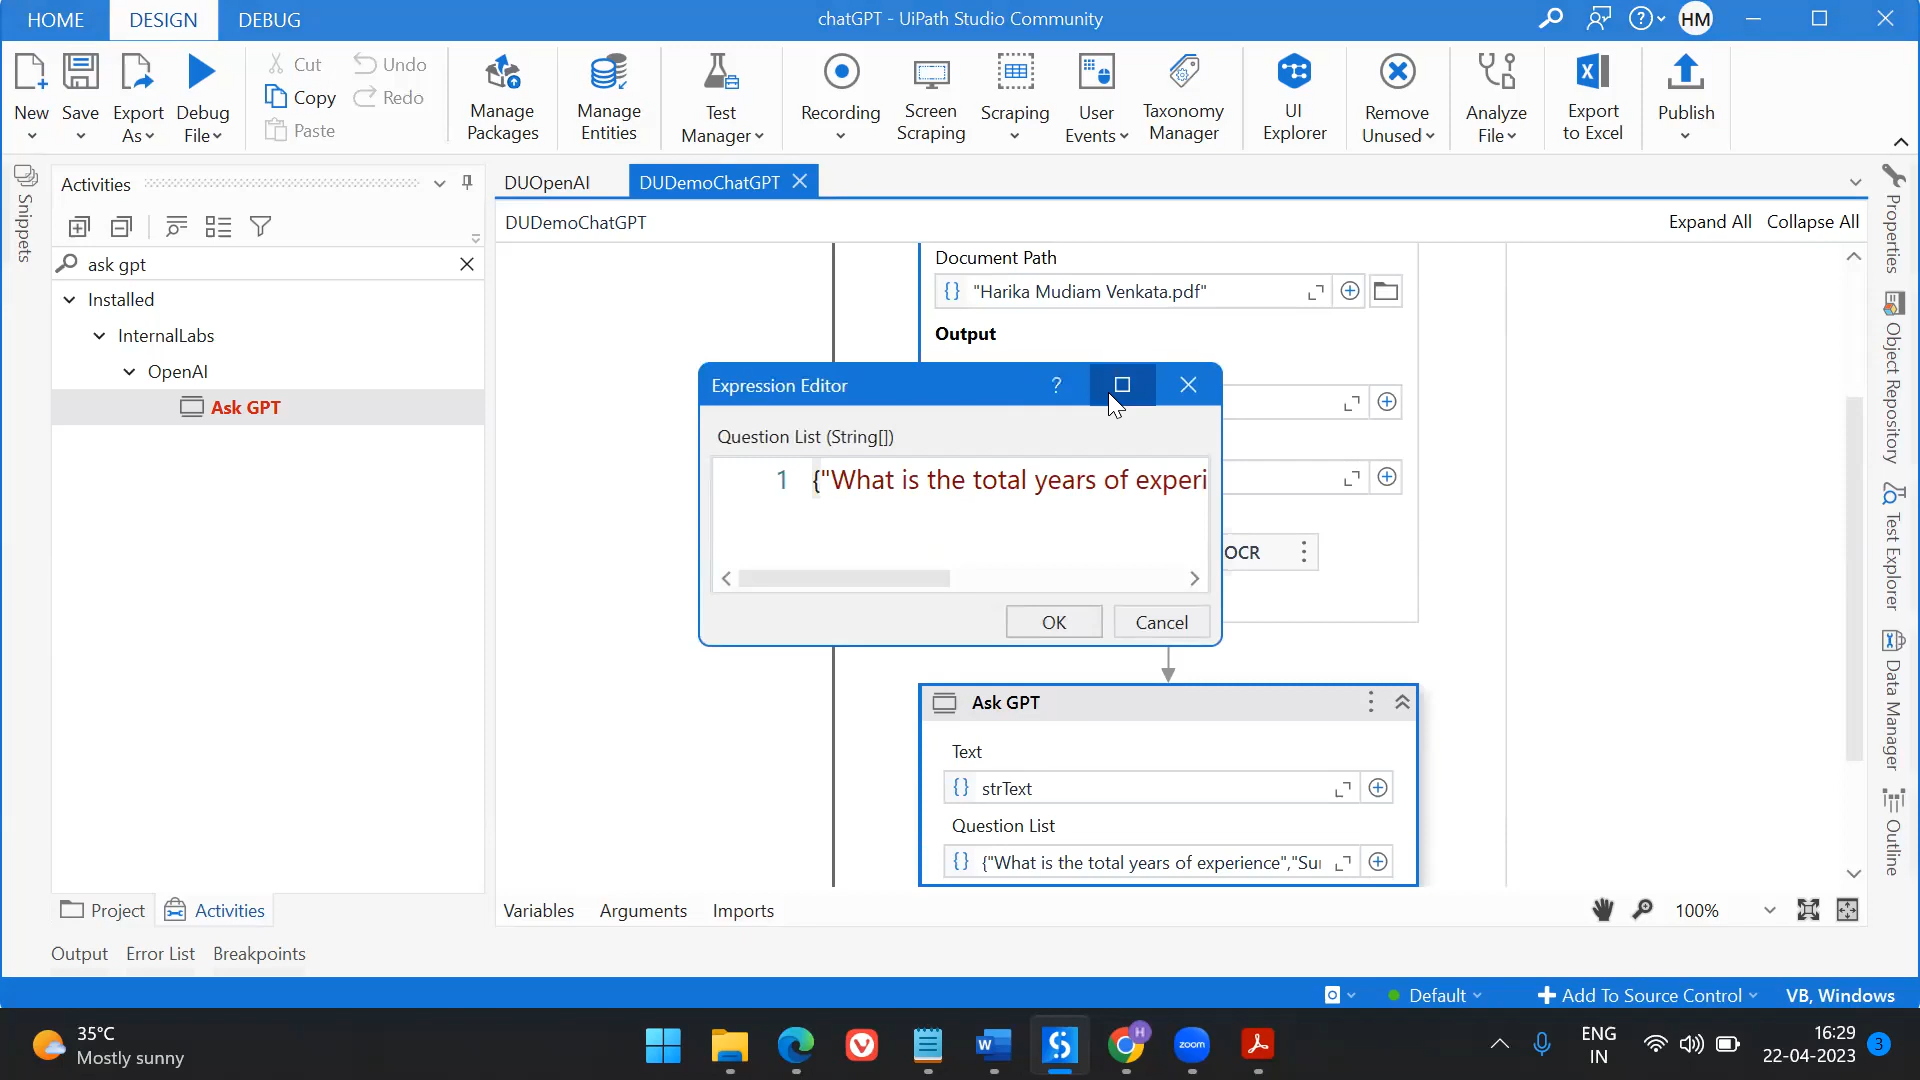 HOME DESIGN DEBUG
chatGPT - UiPath Studio Community
HM
New
Save
Export As
Debug File
Cut
Copy
Paste
Undo
Redo
Manage Packages
Manage Entities
Test Manager
Recording
Screen Scraping
Scraping
User Events
Taxonomy Manager
UI Explorer
Remove Unused
Analyze File
Export to Excel
Publish
Snippets
Activities
ask gpt
Installed
InternalLabs
OpenAI
Ask GPT
DUOpenAI
DUDemoChatGPT
DUDemoChatGPT
Expand All Collapse All
Document Path
"Harika Mudiam Venkata.pdf"
Output
Expression Editor
?
Question List (String[])
1 {"What is the total years of experi
OK
Cancel
OCR
Ask GPT
Text
strText
Question List
{"What is the total years of experience","Su
Properties
Object Repository
Test Explorer
Data Manager
Outline
Project
Activities
Variables
Arguments
Imports
100%
Output
Error List
Breakpoints
Default
Add To Source Control
VB, Windows
35°C
Mostly sunny
W
H
zoom
ENG
IN
16:29
22-04-2023
3